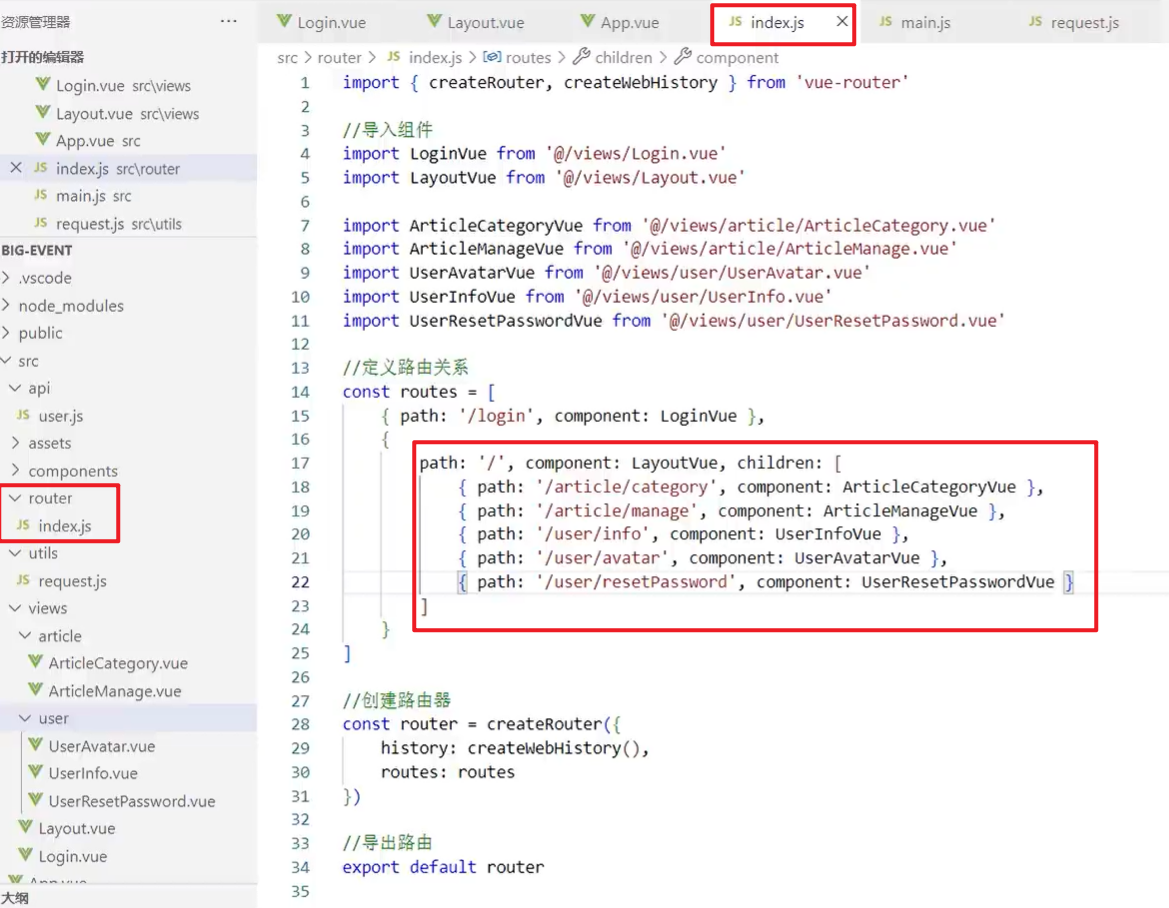 资源管理器 ...
打开的编辑器
Login.vue src\views
Layout.vue src\views
App.vue src
index.js src\router
main.js src
request.js src\utils
BIG-EVENT
.vscode
node_modules
public
src
api
user.js
assets
components
router
index.js
utils
request.js
views
article
ArticleCategory.vue
ArticleManage.vue
user
UserAvatar.vue
UserInfo.vue
UserResetPassword.vue
Layout.vue
Login.vue
App.vue
大纲
Login.vue Layout.vue App.vue JS index.js JS main.js JS request.js
src > router > JS index.js > routes > children > component
1 import { createRouter, createWebHistory } from 'vue-router'
2
3 //导入组件
4 import LoginVue from '@/views/Login.vue'
5 import LayoutVue from '@/views/Layout.vue'
6
7 import ArticleCategoryVue from '@/views/article/ArticleCategory.vue'
8 import ArticleManageVue from '@/views/article/ArticleManage.vue'
9 import UserAvatarVue from '@/views/user/UserAvatar.vue'
10 import UserInfoVue from '@/views/user/UserInfo.vue'
11 import UserResetPasswordVue from '@/views/user/UserResetPassword.vue'
12
13 //定义路由关系
14 const routes = [
15 { path: '/login', component: LoginVue },
16 {
17 path: '/', component: LayoutVue, children: [
18 { path: '/article/category', component: ArticleCategoryVue },
19 { path: '/article/manage', component: ArticleManageVue },
20 { path: '/user/info', component: UserInfoVue },
21 { path: '/user/avatar', component: UserAvatarVue },
22 { path: '/user/resetPassword', component: UserResetPasswordVue }
23 ]
24 }
25 ]
26
27 //创建路由器
28 const router = createRouter({
29 history: createWebHistory(),
30 routes: routes
31 })
32
33 //导出路由
34 export default router
35